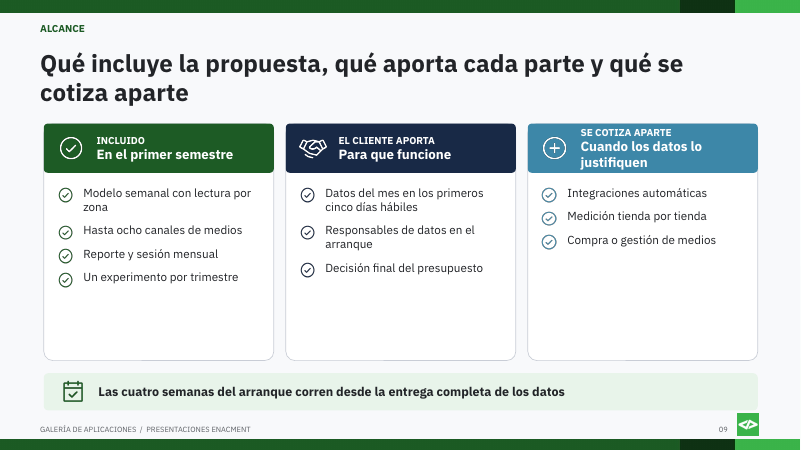 ALCANCE
Qué incluye la propuesta, qué aporta cada parte y qué se
cotiza aparte
INCLUIDO
En el primer semestre
Modelo semanal con lectura por
zona
Hasta ocho canales de medios
Reporte y sesión mensual
Un experimento por trimestre
EL CLIENTE APORTA
Para que funcione
Datos del mes en los primeros
cinco días hábiles
Responsables de datos en el
arranque
Decisión final del presupuesto
SE COTIZA APARTE
Cuando los datos lo
justifiquen
Integraciones automáticas
Medición tienda por tienda
Compra o gestión de medios
Las cuatro semanas del arranque corren desde la entrega completa de los datos
GALERÍA DE APLICACIONES / PRESENTACIONES ENACMENT
09
</>